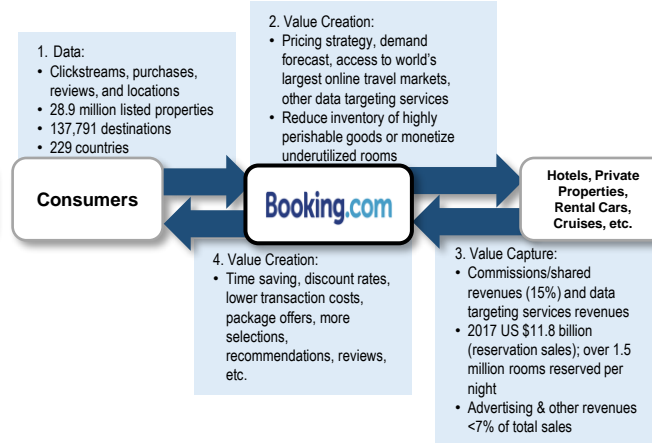 1. Data:
• Clickstreams, purchases,
reviews, and locations
• 28.9 million listed properties
• 137,791 destinations
• 229 countries
2. Value Creation:
• Pricing strategy, demand
forecast, access to world's
largest online travel markets,
other data targeting services
• Reduce inventory of highly
perishable goods or monetize
underutilized rooms
Consumers
Booking.com
Hotels, Private
Properties,
Rental Cars,
Cruises, etc.
4. Value Creation:
• Time saving, discount rates,
lower transaction costs,
package offers, more
selections,
recommendations, reviews,
etc.
3. Value Capture:
• Commissions/shared
revenues (15%) and data
targeting services revenues
• 2017 US $11.8 billion
(reservation sales); over 1.5
million rooms reserved per
night
• Advertising & other revenues
<7% of total sales